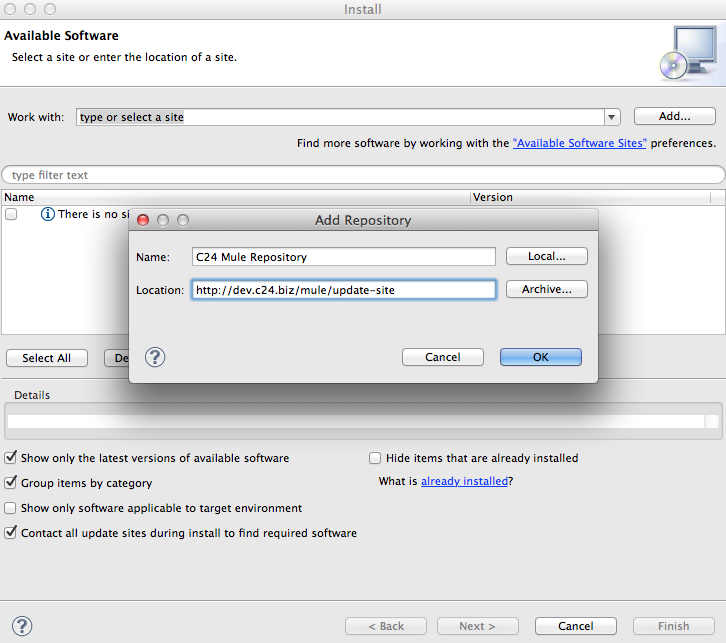 Install
Available Software
Select a site or enter the location of a site.
Work with: type or select a site Add...
Find more software by working with the "Available Software Sites" preferences.
type filter text
Name Version
There is no si
Add Repository
Name: C24 Mule Repository Local...
Location: http://dev.c24.biz/mule/update-site Archive...
? Cancel OK
Select All De
Details
Show only the latest versions of available software Hide items that are already installed
Group items by category What is already installed?
Show only software applicable to target environment
Contact all update sites during install to find required software
? < Back Next > Cancel Finish